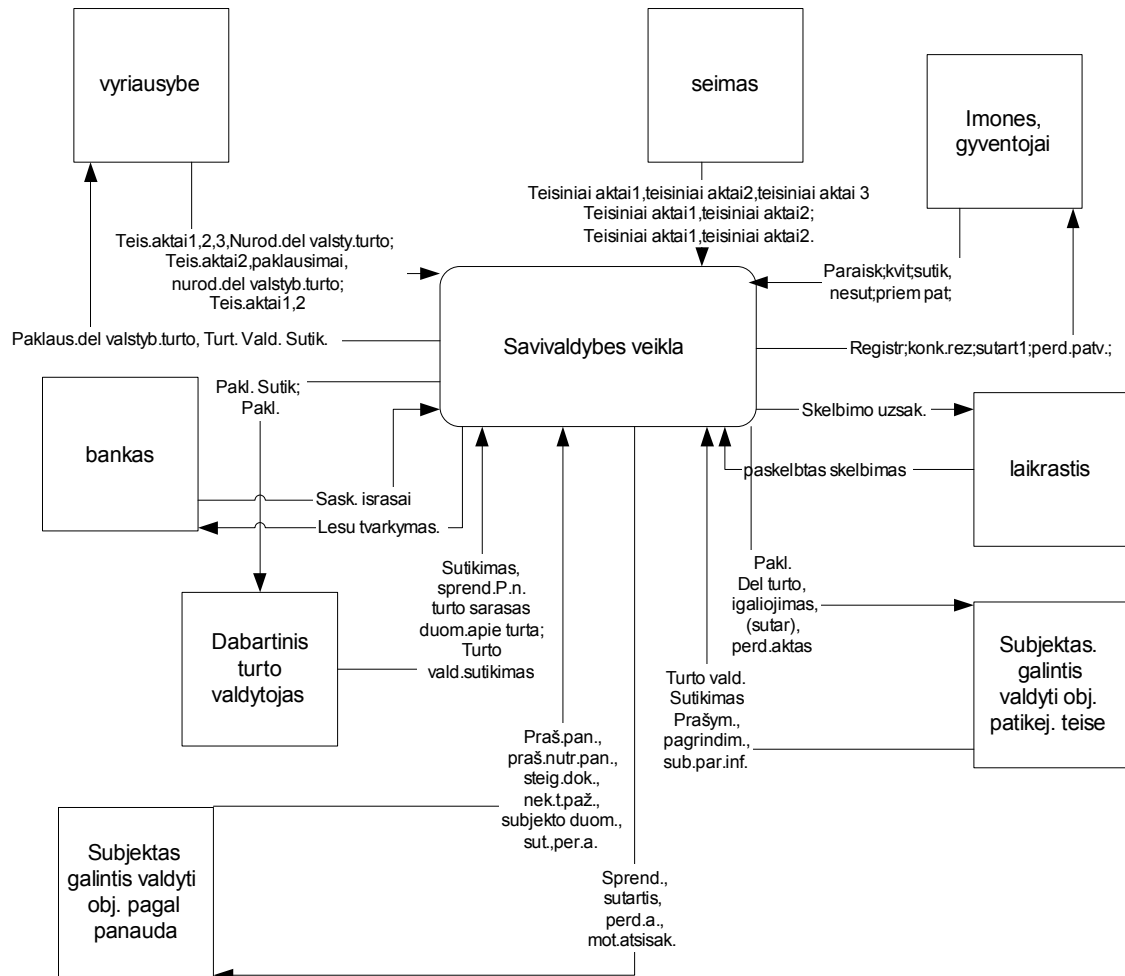 vyriausybe
seimas
Imones,
gyventojai
Teisiniai aktai1,teisiniai aktai2,teisiniai aktai 3
Teisiniai aktai1,teisiniai aktai2;
Teisiniai aktai1,teisiniai aktai2.
Teis.aktai1,2,3,Nurod.del valsty.turto;
Teis.aktai2,paklausimai,
nurod.del valstyb.turto;
Teis.aktai1,2
Paraisk;kvit;sutik,
nesut;priem pat;
Paklaus.del valstyb.turto, Turt. Vald. Sutik.
Savivaldybes veikla
Registr;konk.rez;sutart1;perd.patv.;
Pakl. Sutik;
Pakl.
Skelbimo uzsak.
bankas
paskelbtas skelbimas
laikrastis
Sask. israsai
Lesu tvarkymas.
Sutikimas,
sprend.P.n.
turto sarasas
duom.apie turta;
Turto
vald.sutikimas
Pakl.
Del turto,
igaliojimas,
(sutar),
perd.aktas
Dabartinis
turto
valdytojas
Subjektas.
galintis
valdyti obj.
patikej. teise
Turto vald.
Sutikimas
Prašym.,
pagrindim.,
sub.par.inf.
Praš.pan.,
praš.nutr.pan.,
steig.dok.,
nek.t.paž.,
subjekto duom.,
sut.,per.a.
Subjektas
galintis valdyti
obj. pagal
panauda
Sprend.,
sutartis,
perd.a.,
mot.atsisak.